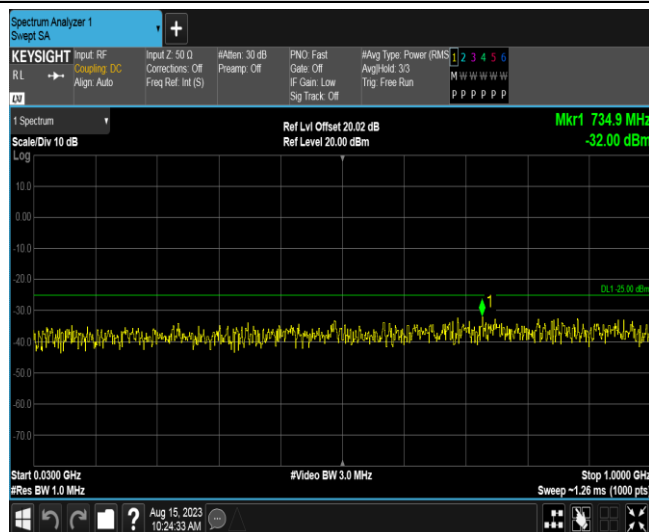 Spectrum Analyzer 1
Swept SA
+
KEYSIGHT
RL
LXI
Input: RF
Coupling: DC
Align: Auto
Input Z: 50 Ω
Corrections: Off
Freq Ref: Int (S)
#Atten: 30 dB
Preamp: Off
PNO: Fast
Gate: Off
IF Gain: Low
Sig Track: Off
#Avg Type: Power (RMS
Avg|Hold: 3/3
Trig: Free Run
1 2 3 4 5 6
M W W W W W
P P P P P P
1 Spectrum
Scale/Div 10 dB
Ref Lvl Offset 20.02 dB
Ref Level 20.00 dBm
Mkr1 734.9 MHz
-32.00 dBm
Log
10.0
0.00
-10.0
-20.0
DL1 -25.00 dBm
1
-30.0
-40.0
-50.0
-60.0
-70.0
Start 0.0300 GHz
#Video BW 3.0 MHz
Stop 1.0000 GHz
#Res BW 1.0 MHz
Sweep ~1.26 ms (1000 pts)
?
Aug 15, 2023
10:24:33 AM